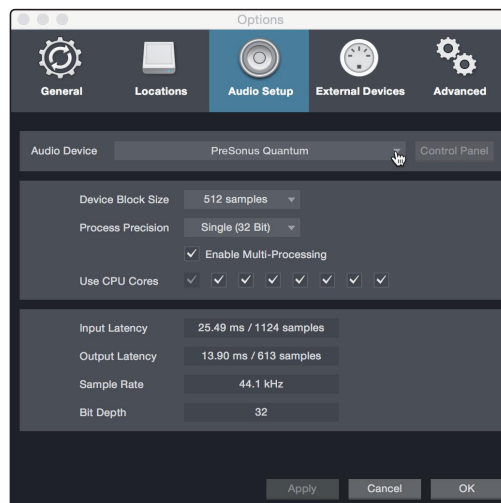 Options
General Locations Audio Setup External Devices Advanced
Audio Device PreSonus Quantum Control Panel
Device Block Size 512 samples
Process Precision Single (32 Bit)
Enable Multi-Processing
Use CPU Cores
Input Latency 25.49 ms / 1124 samples
Output Latency 13.90 ms / 613 samples
Sample Rate 44.1 kHz
Bit Depth 32
Apply Cancel OK